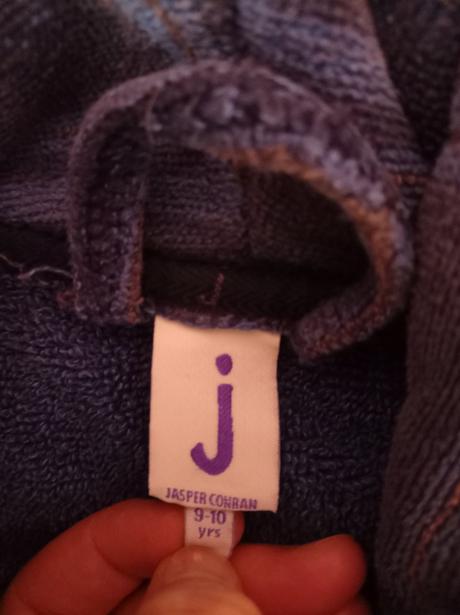 j
JASPER CONRAN
9-10
yrs